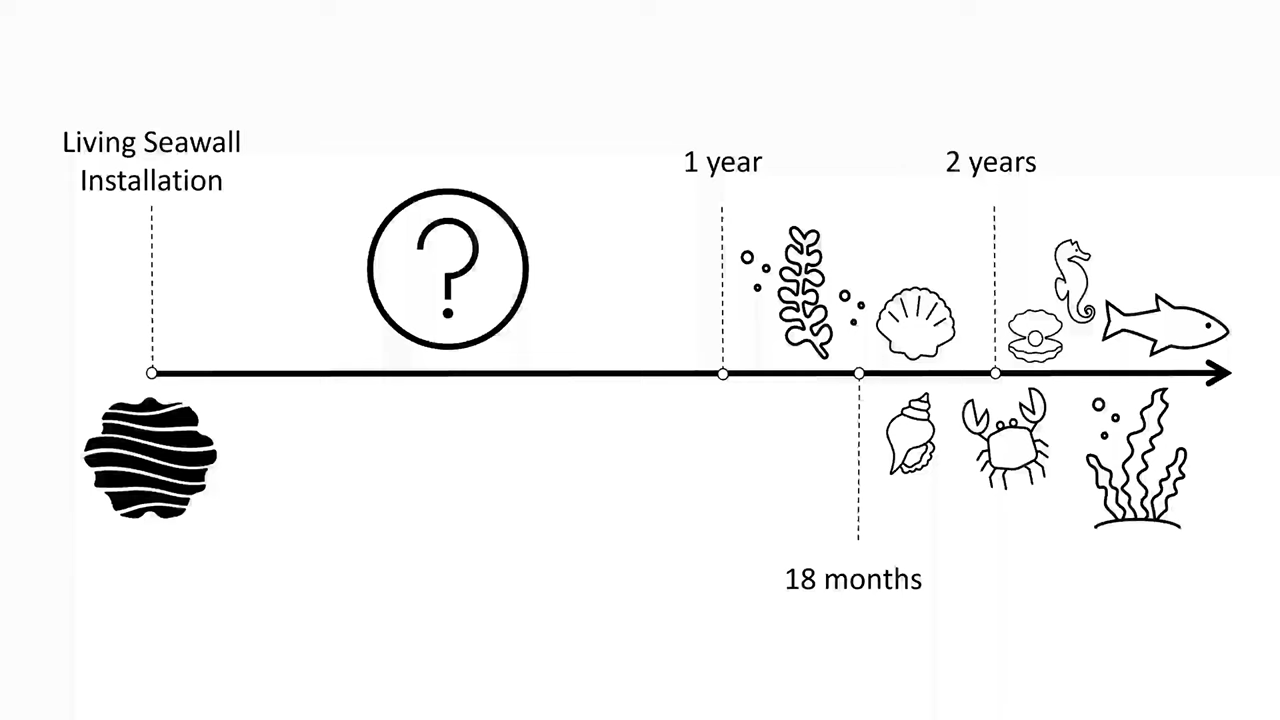 Living Seawall
Installation
?
1 year
2 years
18 months